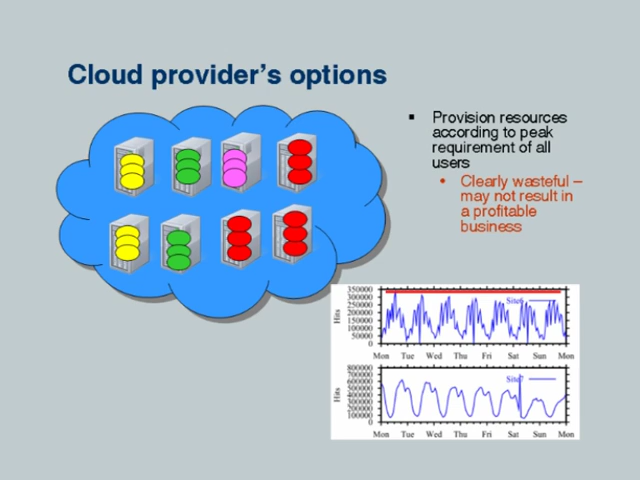 Cloud provider's options
▪ Provision resources
according to peak
requirement of all
users
• Clearly wasteful –
may not result in
a profitable
business
350000
300000
250000
200000
150000
100000
50000
0
Hits
Mon Tue Wed Thu Fri Sat Sun Mon
800000
700000
600000
500000
400000
300000
200000
100000
0
Hits
Mon Tue Wed Thu Fri Sat Sun Mon